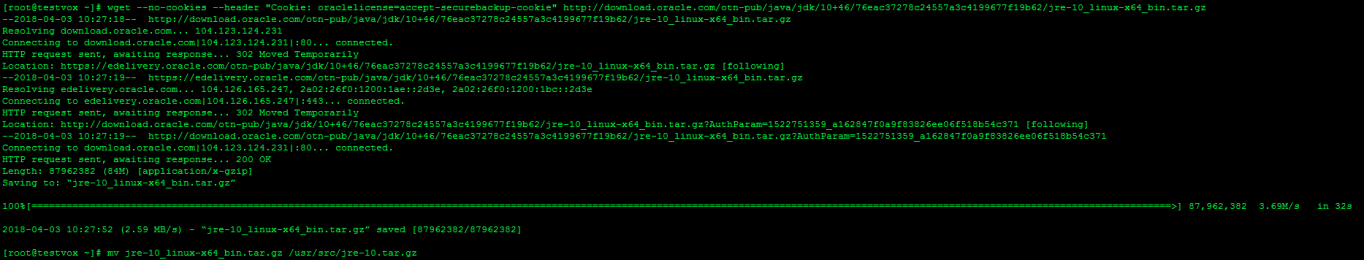 [root@testvox ~]# wget --no-cookies --header "Cookie: oraclelicense=accept-securebackup-cookie" http://download.oracle.com/otn-pub/java/jdk/10+46/76eac37278c24557a3c4199677f19b62/jre-10_linux-x64_bin.tar.gz
--2018-04-03 10:27:18--  http://download.oracle.com/otn-pub/java/jdk/10+46/76eac37278c24557a3c4199677f19b62/jre-10_linux-x64_bin.tar.gz
Resolving download.oracle.com... 104.123.124.231
Connecting to download.oracle.com|104.123.124.231|:80... connected.
HTTP request sent, awaiting response... 302 Moved Temporarily
Location: https://edelivery.oracle.com/otn-pub/java/jdk/10+46/76eac37278c24557a3c4199677f19b62/jre-10_linux-x64_bin.tar.gz [following]
--2018-04-03 10:27:19--  https://edelivery.oracle.com/otn-pub/java/jdk/10+46/76eac37278c24557a3c4199677f19b62/jre-10_linux-x64_bin.tar.gz
Resolving edelivery.oracle.com... 104.126.165.247, 2a02:26f0:1200:1ae::2d3e, 2a02:26f0:1200:1bc::2d3e
Connecting to edelivery.oracle.com|104.126.165.247|:443... connected.
HTTP request sent, awaiting response... 302 Moved Temporarily
Location: http://download.oracle.com/otn-pub/java/jdk/10+46/76eac37278c24557a3c4199677f19b62/jre-10_linux-x64_bin.tar.gz?AuthParam=1522751359_a162847f0a9f83826ee06f518b54c371 [following]
--2018-04-03 10:27:19--  http://download.oracle.com/otn-pub/java/jdk/10+46/76eac37278c24557a3c4199677f19b62/jre-10_linux-x64_bin.tar.gz?AuthParam=1522751359_a162847f0a9f83826ee06f518b54c371
Connecting to download.oracle.com|104.123.124.231|:80... connected.
HTTP request sent, awaiting response... 200 OK
Length: 87962382 (84M) [application/x-gzip]
Saving to: “jre-10_linux-x64_bin.tar.gz”
100%[======================================================================>] 87,962,382  3.69M/s   in 32s
2018-04-03 10:27:52 (2.59 MB/s) - “jre-10_linux-x64_bin.tar.gz” saved [87962382/87962382]
[root@testvox ~]# mv jre-10_linux-x64_bin.tar.gz /usr/src/jre-10.tar.gz